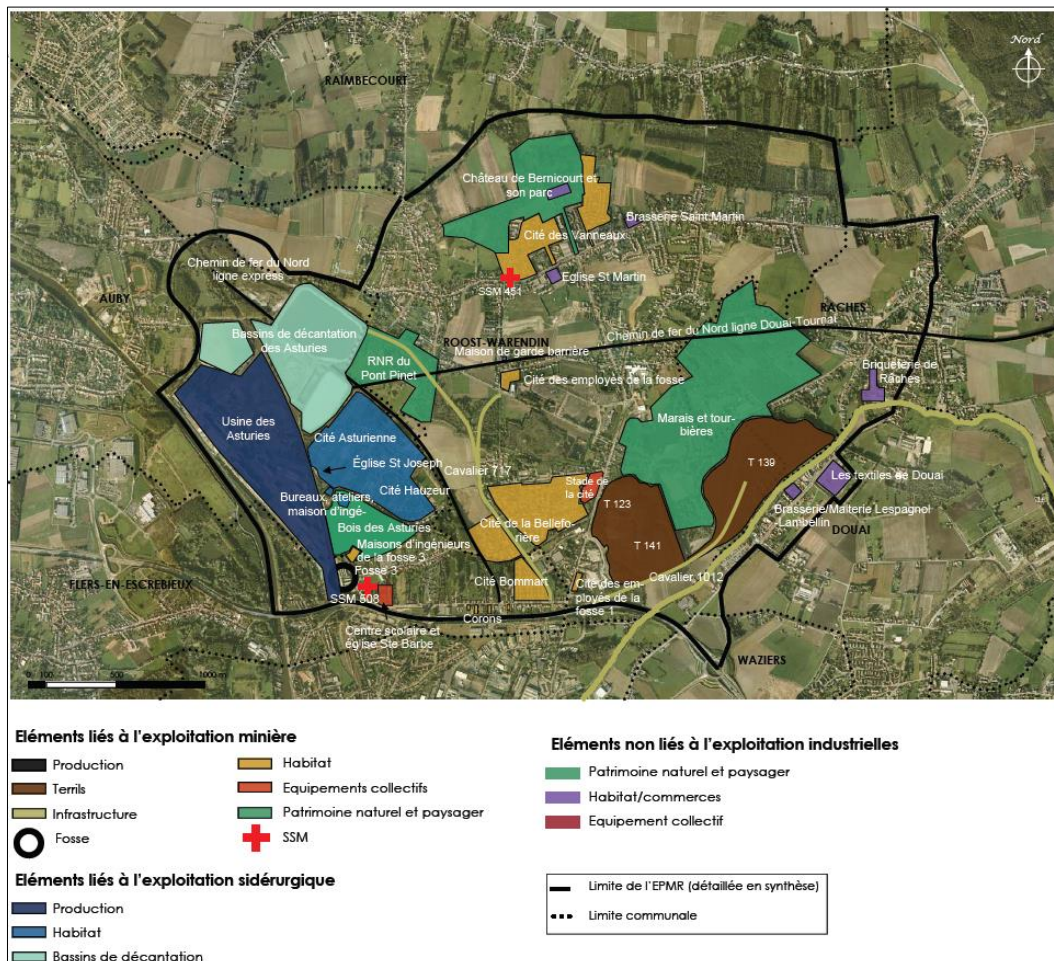 Nord
RAIMBECOURT
Château de Bernicourt et
son parc
Brasserie Saint Martin
Cité des Vanneaux
Chemin de fer du Nord
ligne express
Eglise St Martin
SSM 451
AUBY
RACHES
Bassins de décantation
des Asturies
Chemin de fer du Nord ligne Douai-Tournai
ROOST-WARENDIN
Maison de garde barrière
RNR du
Pont Pinet
Cité des employés de la fosse
Briqueterie de
Râches
Usine des
Asturies
Marais et tour-
bières
Cité Asturienne
Église St Joseph
Cavalier 717
T 139
Cité Hauzeur
Stade de
la cité
Les textiles de Douai
Bureaux, ateliers,
maison d'ingé-
T 123
Brasserie/Malterie Lespagnol
-Lambellin
Bois des Asturies
Cité de la Bellefo-
rière
DOUAI
Maisons d'ingénieurs
de la fosse 3
T 141
Fosse 3
FLERS-EN-ESCREBIEUX
Cité Bommart
Cavalier 1012
Cité des em-
ployés de la
fosse 1
SSM 508
Corons
Centre scolaire et
église Ste Barbe
WAZIERS
0 100 500 1000 m
Eléments liés à l'exploitation minière
Production
Terrils
Infrastructure
Fosse
Habitat
Equipements collectifs
Patrimoine naturel et paysager
SSM
Eléments liés à l'exploitation sidérurgique
Production
Habitat
Bassins de décantation
Eléments non liés à l'exploitation industrielles
Patrimoine naturel et paysager
Habitat/commerces
Equipement collectif
Limite de l'EPMR (détaillée en synthèse)
Limite communale